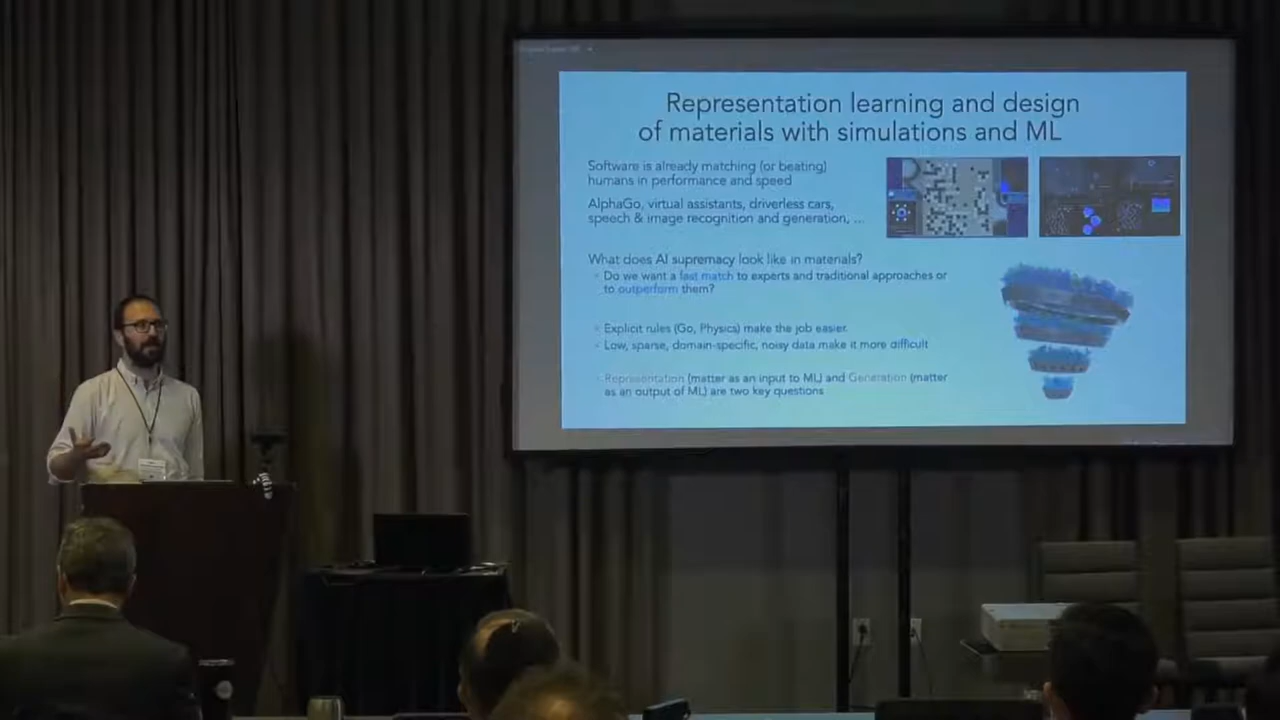 Representation learning and design
of materials with simulations and ML
Software is already matching (or beating)
humans in performance and speed
AlphaGo, virtual assistants, driverless cars,
speech & image recognition and generation, ...
What does AI supremacy look like in materials?
Do we want a fast match to experts and traditional approaches or
to outperform them?
Explicit rules (Go, Physics) make the job easier.
Low, sparse, domain-specific, noisy data make it more difficult
Representation (matter as an input to ML) and Generation (matter
as an output of ML) are two key questions